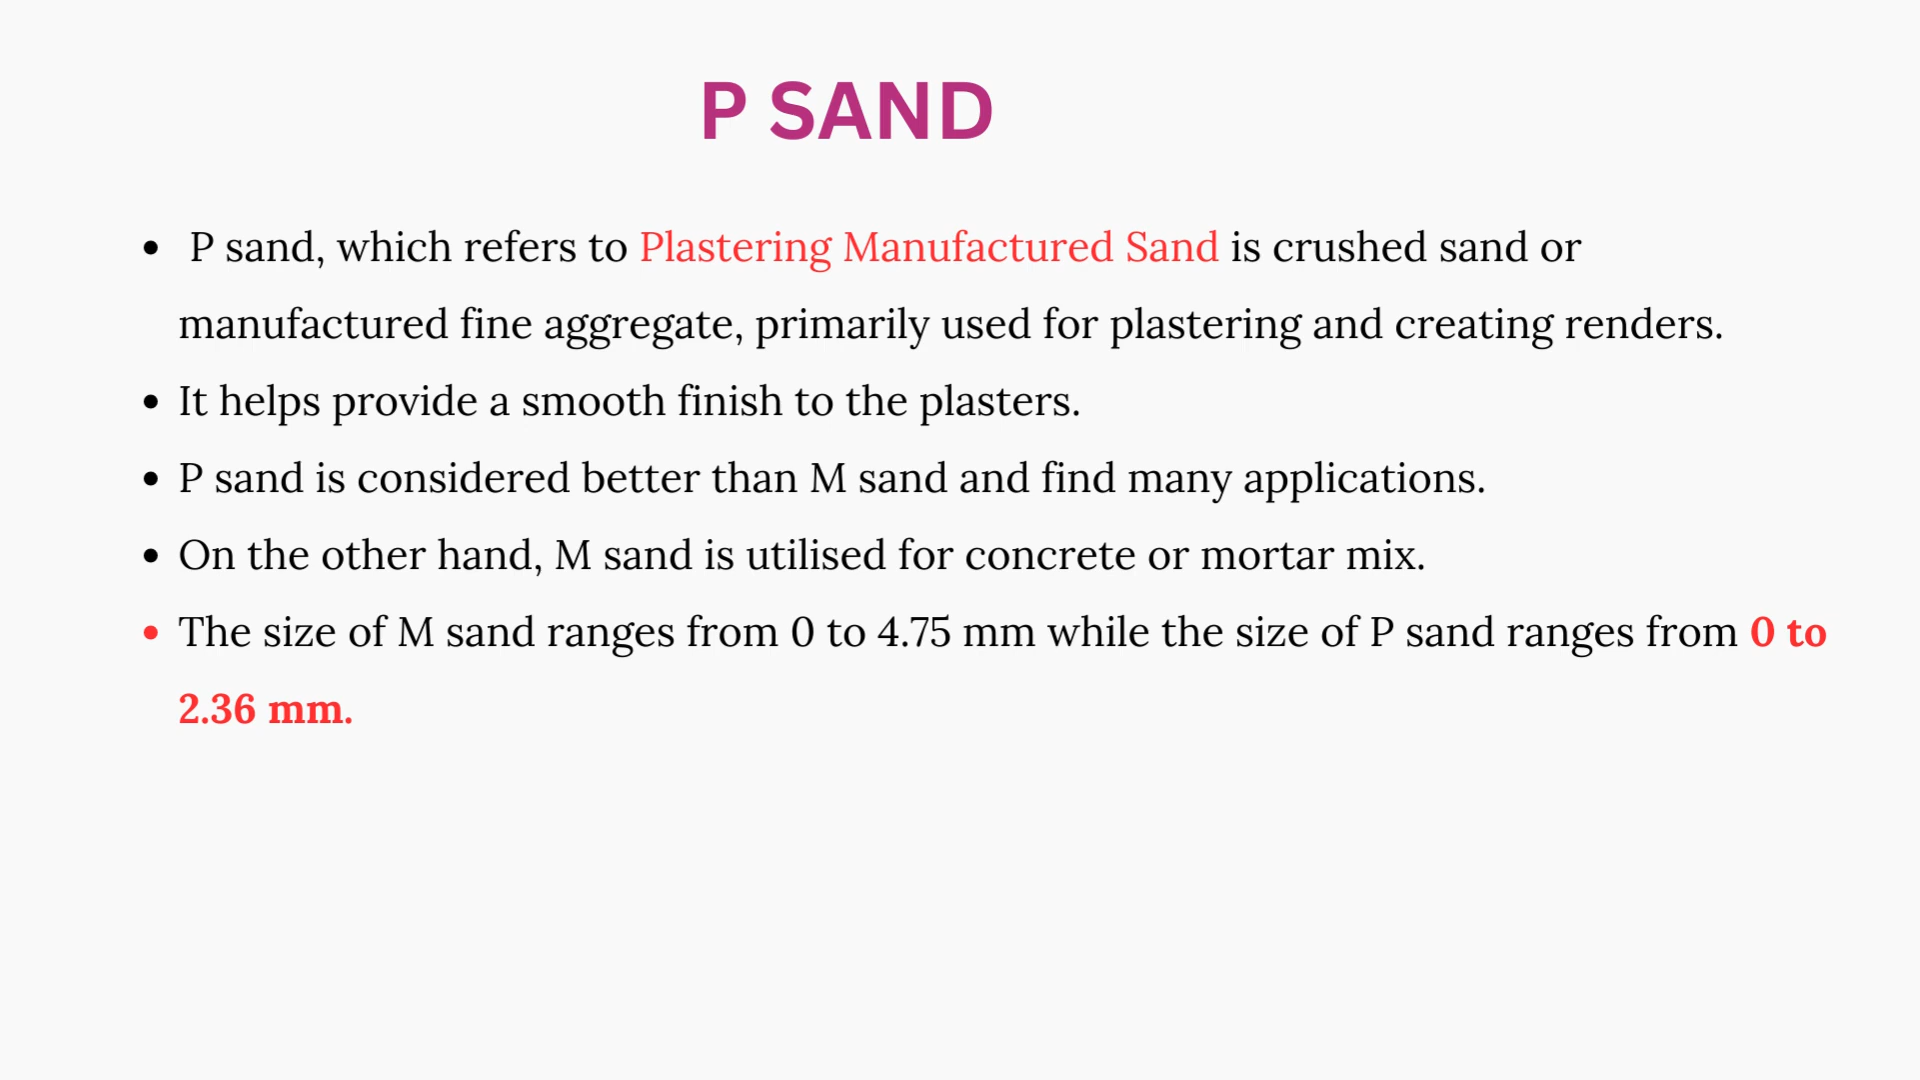 P SAND
• P sand, which refers to Plastering Manufactured Sand is crushed sand or
manufactured fine aggregate, primarily used for plastering and creating renders.
• It helps provide a smooth finish to the plasters.
• P sand is considered better than M sand and find many applications.
• On the other hand, M sand is utilised for concrete or mortar mix.
• The size of M sand ranges from 0 to 4.75 mm while the size of P sand ranges from 0 to
2.36 mm.